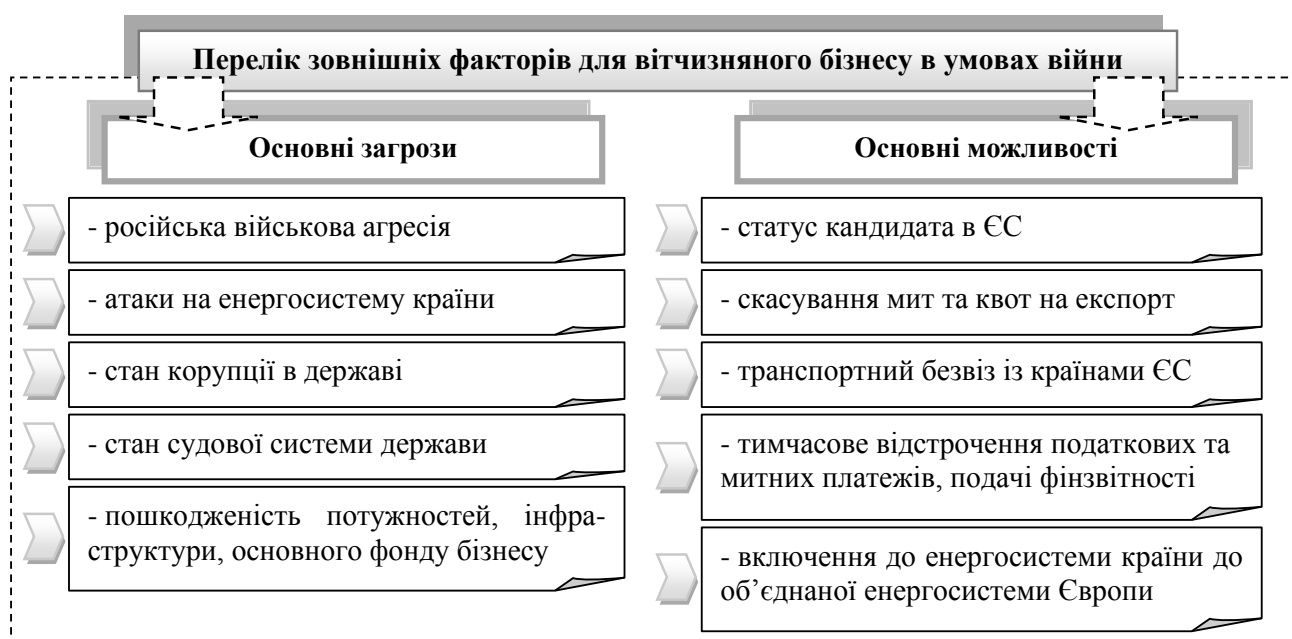 Перелік зовнішніх факторів для вітчизняного бізнесу в умовах війни
Основні загрози
- російська військова агресія
- атаки на енергосистему країни
- стан корупції в державі
- стан судової системи держави
- пошкодженість потужностей, інфра-
структури, основного фонду бізнесу
Основні можливості
- статус кандидата в ЄС
- скасування мит та квот на експорт
- транспортний безвіз із країнами ЄС
- тимчасове відстрочення податкових та
митних платежів, подачі фінзвітності
- включення до енергосистеми країни до
об’єднаної енергосистеми Європи